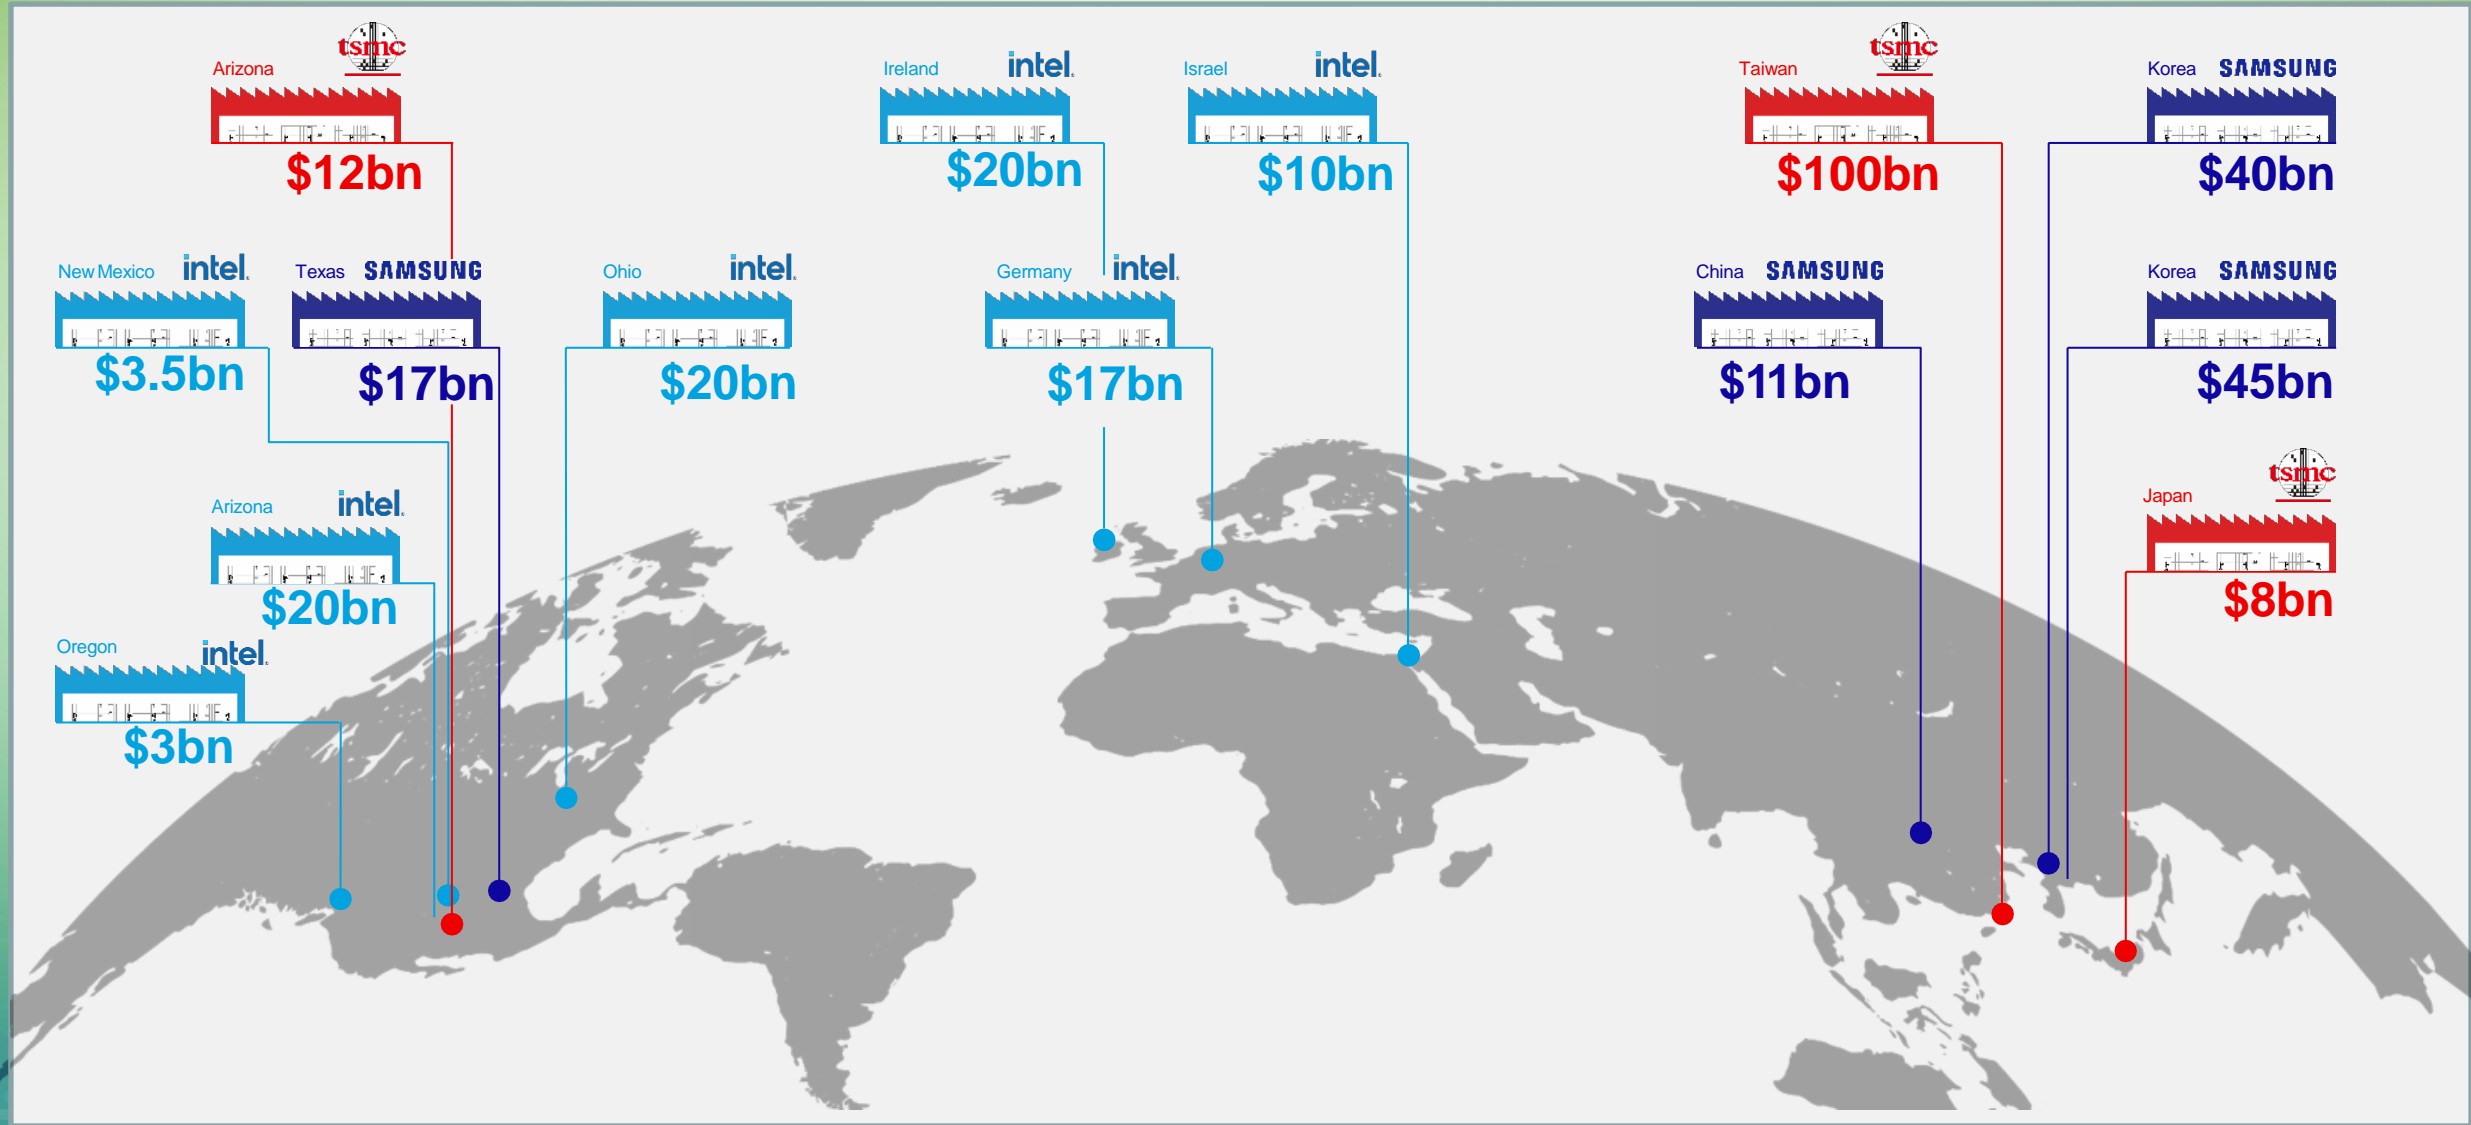 Arizona tsmc
$12bn
Ireland intel.
$20bn
Israel intel.
$10bn
Taiwan tsmc
$100bn
Korea SAMSUNG
$40bn
New Mexico intel.
$3.5bn
Texas SAMSUNG
$17bn
Ohio intel.
$20bn
Germany intel.
$17bn
China SAMSUNG
$11bn
Korea SAMSUNG
$45bn
Arizona intel.
$20bn
Japan tsmc
$8bn
Oregon intel.
$3bn